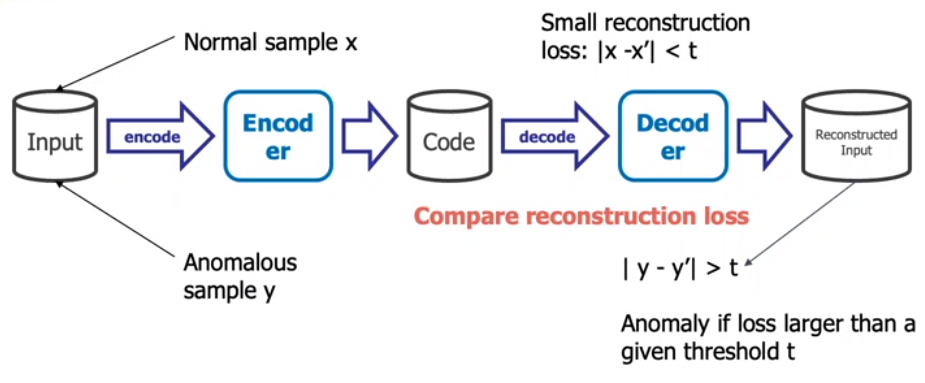 Normal sample x
Small reconstruction
loss: |x -x′| < t
Input
encode
Encod
er
Code
decode
Decod
er
Reconstructed
Input
Compare reconstruction loss
Anomalous
sample y
| y - y′| > t
Anomaly if loss larger than a
given threshold t